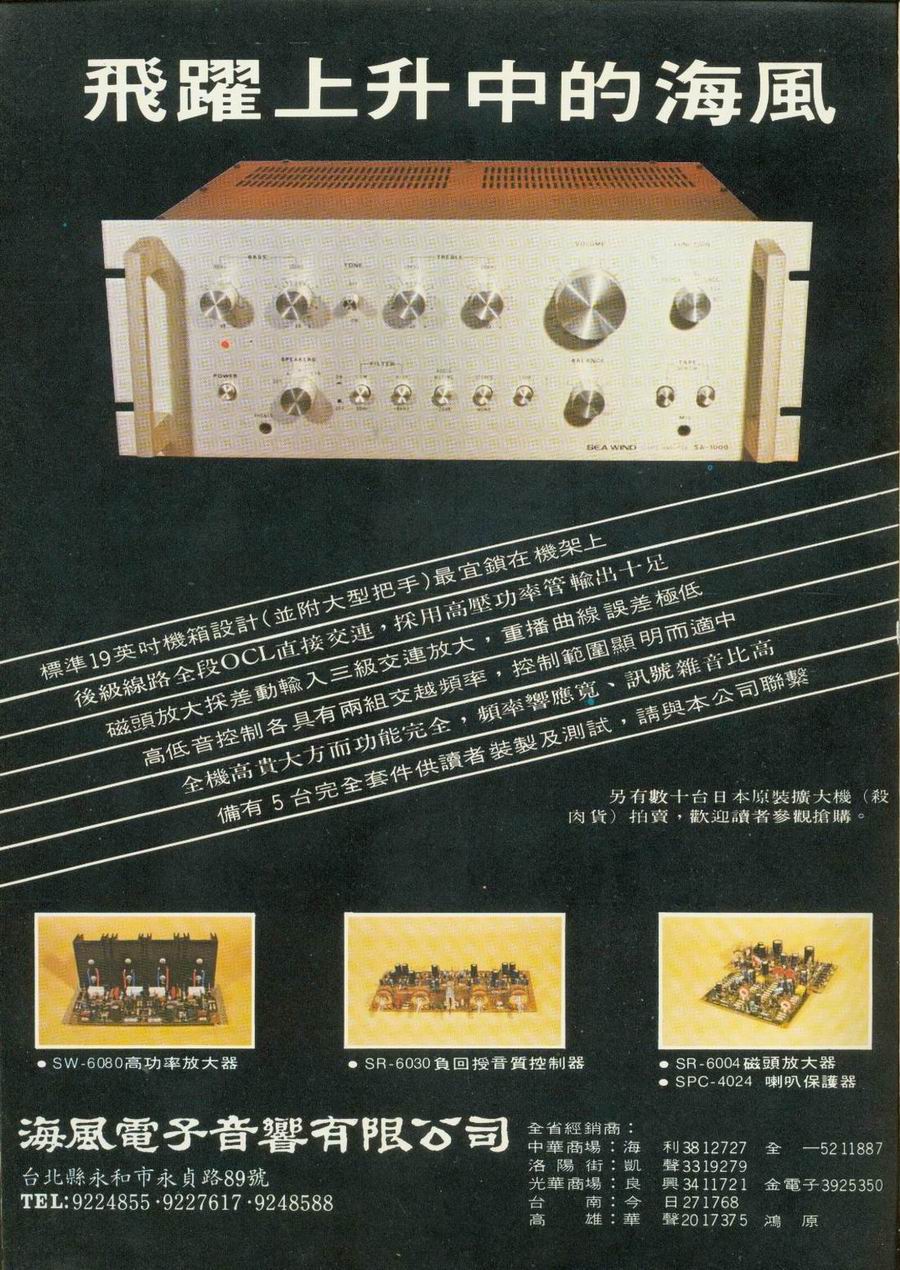 飛躍上升中的海風
BASS
TONE
TREBLE
VOLUME
FUNCTION
POWER
SPEAKERS
FILTER
BALANCE
TAPE
PHONES
MIC
SEA WIND
SA-1000
標準19英吋機箱設計(並附大型把手)最宜鎖在機架上
後級線路全段OCL直接交連，採用高壓功率管輸出十足
磁頭放大採差動輸入三級交連放大，重播曲線誤差極低
高低音控制各具有兩組交越頻率，控制範圍顯明而適中
全機高貴大方而功能完全，頻率響應寬、訊號雜音比高
備有5台完全套件供讀者裝製及測試，請與本公司聯繫
另有數十台日本原裝擴大機（殺
肉貨）拍賣，歡迎讀者參觀搶購。
● SW-6080高功率放大器
● SR-6030負回授音質控制器
● SR-6004磁頭放大器
● SPC-4024 喇叭保護器
海風電子音響有限公司
台北縣永和市永貞路89號
TEL:9224855·9227617·9248588
全省經銷商：
中華商場：海 利3812727 全 一5211887
洛陽街：凱 聲3319279
光華商場：良 興3411721 金電子3925350
台 南：今 日271768
高 雄：華 聲2017375 鴻 原